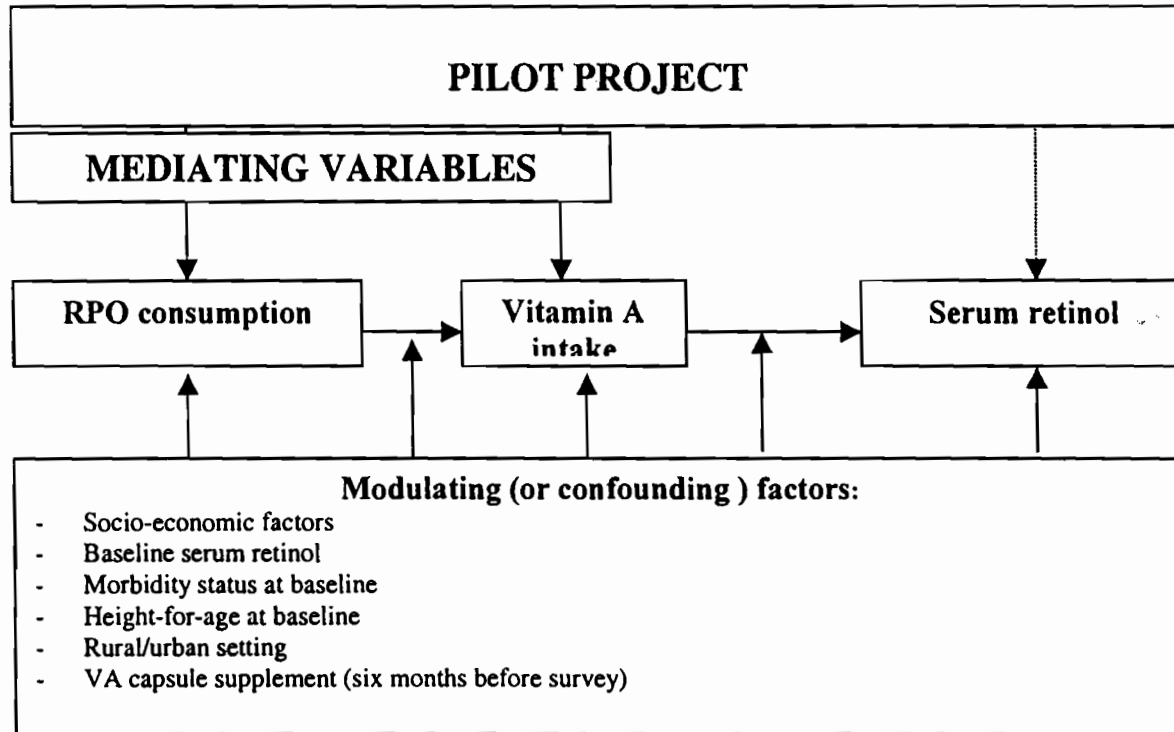 PILOT PROJECT
MEDIATING VARIABLES
RPO consumption
Vitamin A
intake
Serum retinol
Modulating (or confounding ) factors:
- Socio-economic factors
- Baseline serum retinol
- Morbidity status at baseline
- Height-for-age at baseline
- Rural/urban setting
- VA capsule supplement (six months before survey)